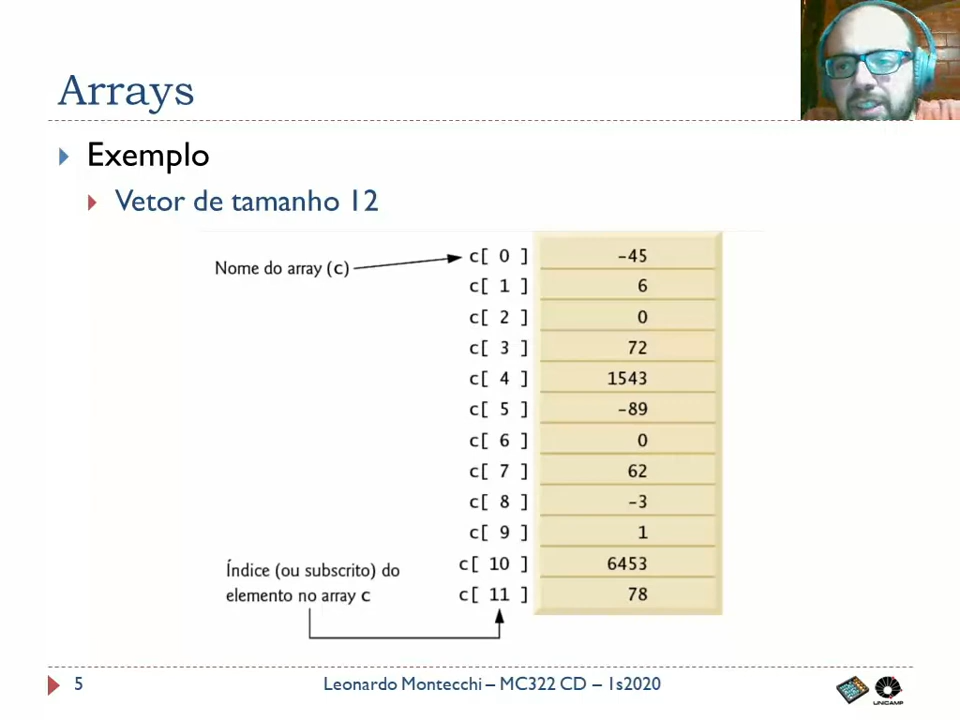 Arrays
Exemplo
Vetor de tamanho 12
Nome do array (c)
c[ 0 ] -45
c[ 1 ] 6
c[ 2 ] 0
c[ 3 ] 72
c[ 4 ] 1543
c[ 5 ] -89
c[ 6 ] 0
c[ 7 ] 62
c[ 8 ] -3
c[ 9 ] 1
c[ 10 ] 6453
c[ 11 ] 78
Índice (ou subscrito) do
elemento no array c
5 Leonardo Montecchi – MC322 CD – 1s2020
UNICAMP